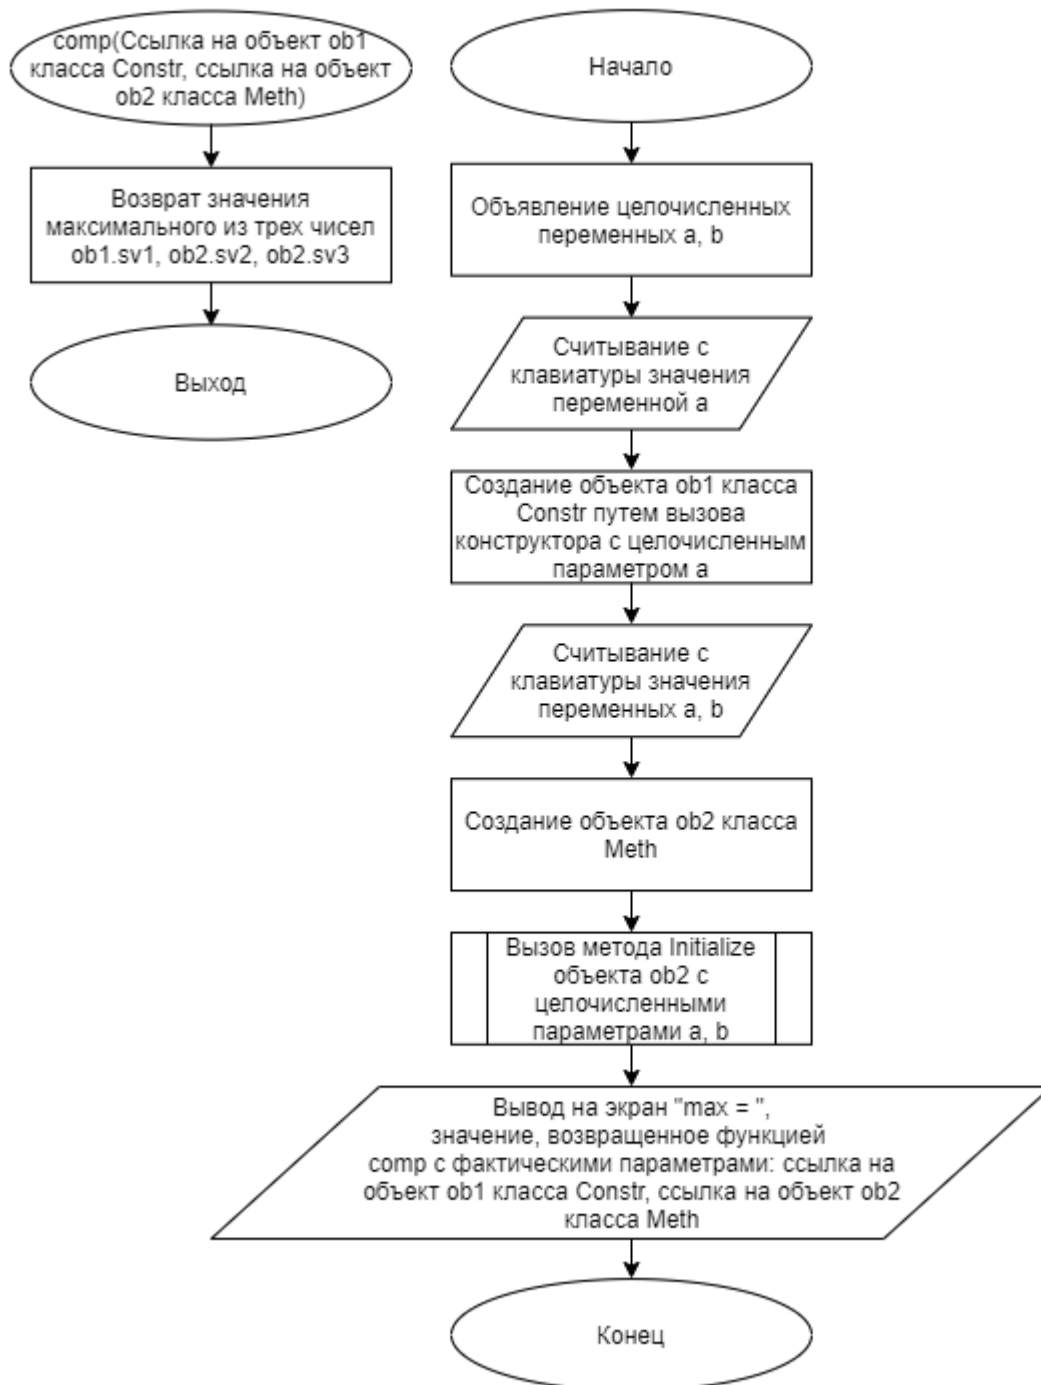 comp(Ссылка на объект ob1
класса Constr, ссылка на объект
ob2 класса Meth)
Возврат значения
максимального из трех чисел
ob1.sv1, ob2.sv2, ob2.sv3
Выход
Начало
Объявление целочисленных
переменных a, b
Считывание с
клавиатуры значения
переменной a
Создание объекта ob1 класса
Constr путем вызова
конструктора с целочисленным
параметром a
Считывание с
клавиатуры значения
переменных a, b
Создание объекта ob2 класса
Meth
Вызов метода Initialize
объекта ob2 с
целочисленными
параметрами a, b
Вывод на экран "max = ",
значение, возвращенное функцией
comp с фактическими параметрами: ссылка на
объект ob1 класса Constr, ссылка на объект ob2
класса Meth
Конец